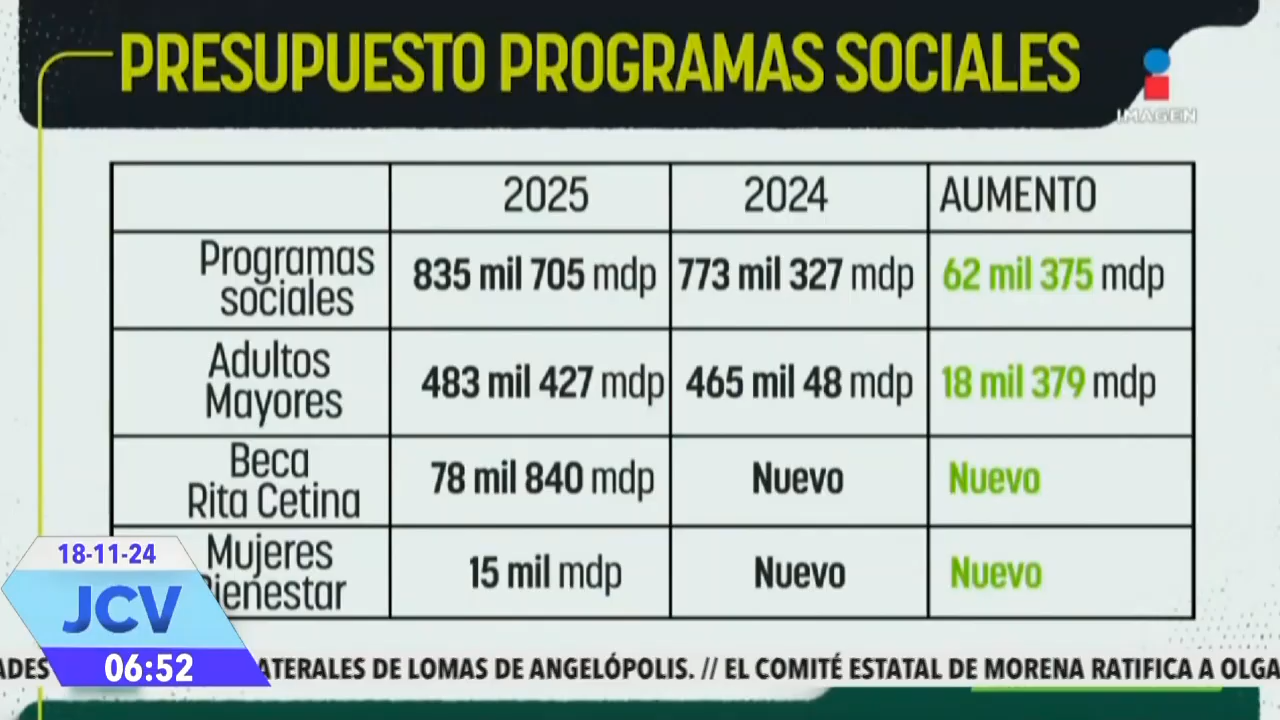 PRESUPUESTO PROGRAMAS SOCIALES
IMAGEN
2025 2024 AUMENTO
Programas sociales 835 mil 705 mdp 773 mil 327 mdp 62 mil 375 mdp
Adultos Mayores 483 mil 427 mdp 465 mil 48 mdp 18 mil 379 mdp
Beca Rita Cetina 78 mil 840 mdp Nuevo Nuevo
Mujeres Bienestar 15 mil mdp Nuevo Nuevo
18-11-24
JCV
06:52
ADES ATERALES DE LOMAS DE ANGELÓPOLIS. // EL COMITÉ ESTATAL DE MORENA RATIFICA A OLGA